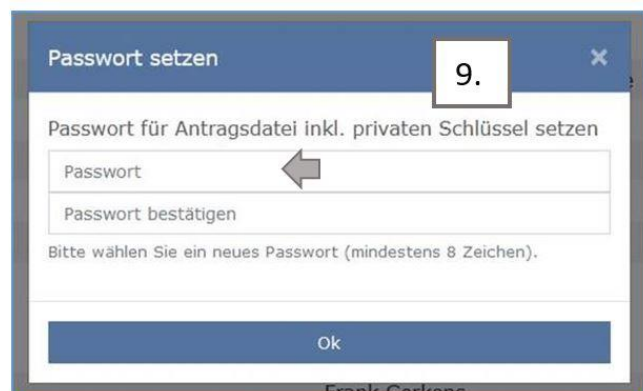 Passwort setzen
9.
×
Passwort für Antragsdatei inkl. privaten Schlüssel setzen
Passwort
Passwort bestätigen
Bitte wählen Sie ein neues Passwort (mindestens 8 Zeichen).
Ok